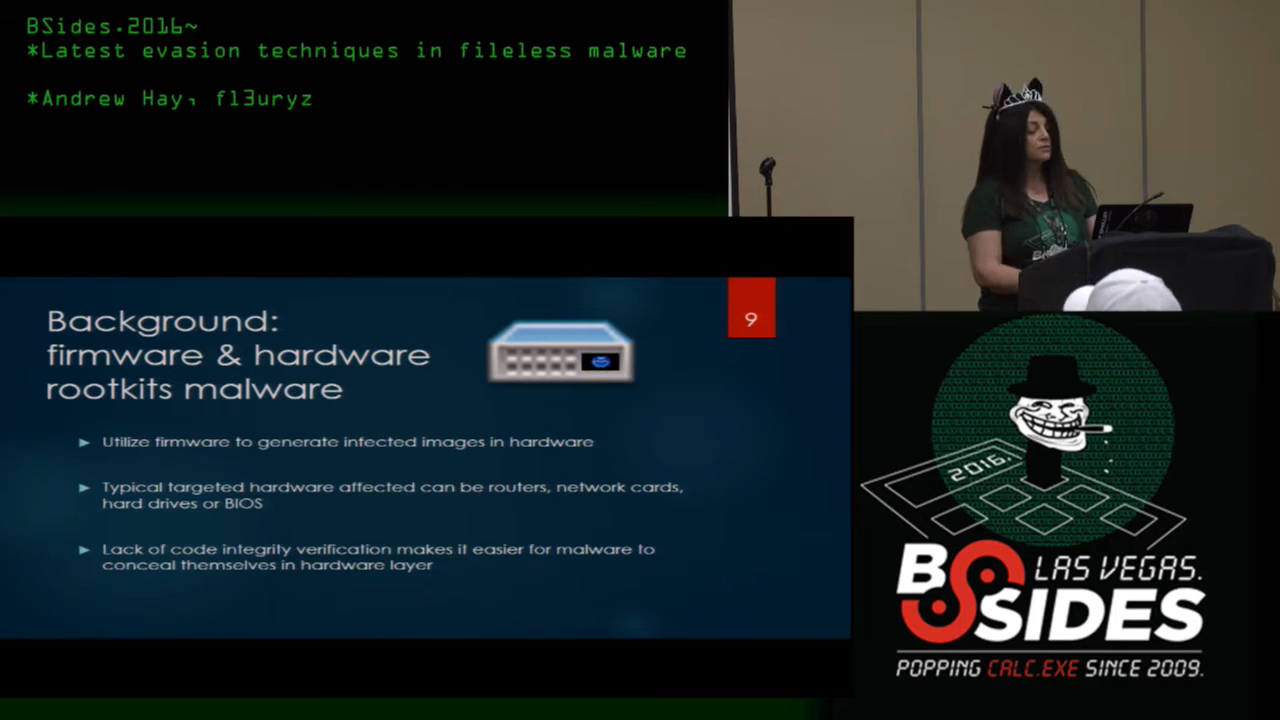 BSides.2016~
*Latest evasion techniques in fileless malware
*Andrew Hay, fl3uryz
Background:
firmware & hardware
rootkits malware
9
Utilize firmware to generate infected images in hardware
Typical targeted hardware affected can be routers, network cards,
hard drives or BIOS
Lack of code integrity verification makes it easier for malware to
conceal themselves in hardware layer
2016.
BSIDES
LAS VEGAS.
POPPING CALC.EXE SINCE 2009.